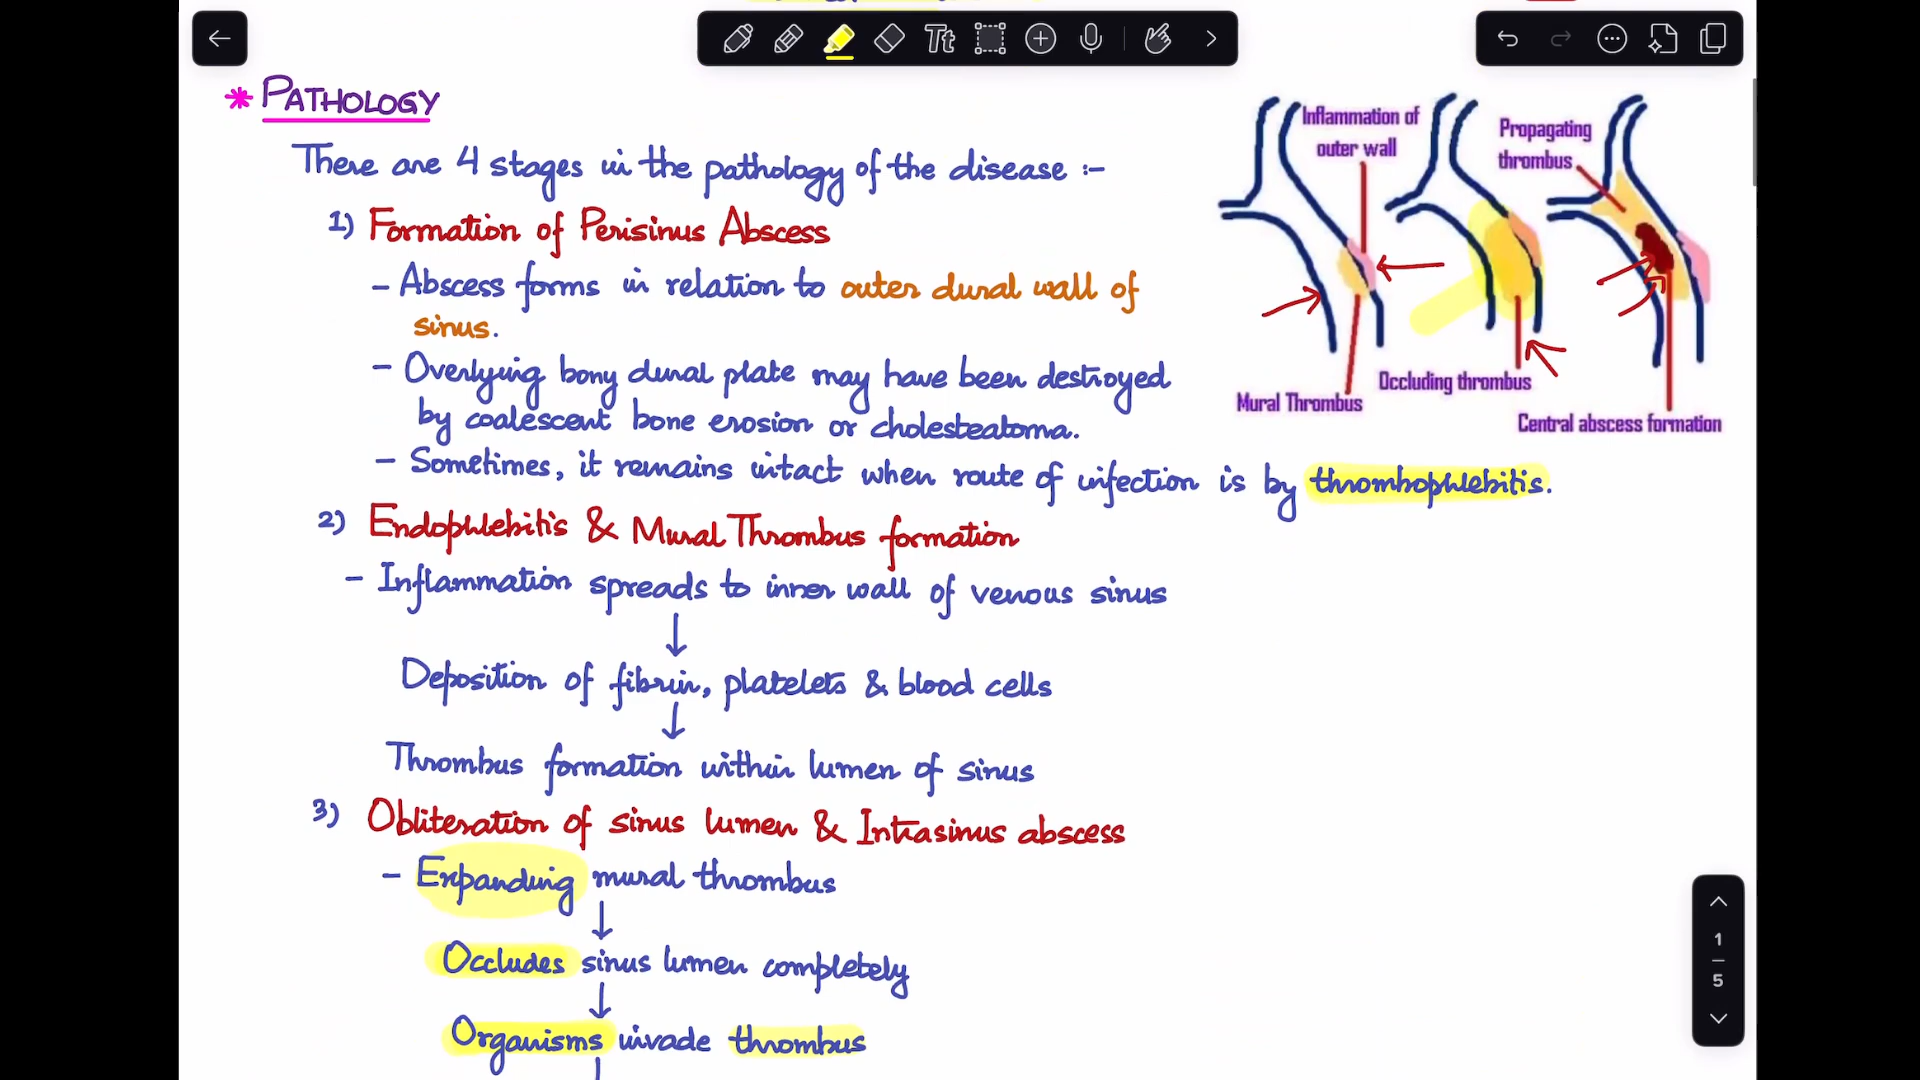 * PATHOLOGY
There are 4 stages in the pathology of the disease :-
1) Formation of Perisinus Abscess
- Abscess forms in relation to outer dural wall of
sinus.
- Overlying bony dural plate may have been destroyed
by coalescent bone erosion or cholesteatoma.
- Sometimes, it remains intact when route of infection is by thrombophlebitis.
2) Endophlebitis & Mural Thrombus formation
- Inflammation spreads to inner wall of venous sinus
↓
Deposition of fibrin, platelets & blood cells
↓
Thrombus formation within lumen of sinus
3) Obliteration of sinus lumen & Intrasinus abscess
- Expanding mural thrombus
↓
Occludes sinus lumen completely
↓
Organisms invade thrombus
Inflammation of
outer wall
Mural Thrombus
Occluding thrombus
Propagating
thrombus
Central abscess formation
Tt
1
5